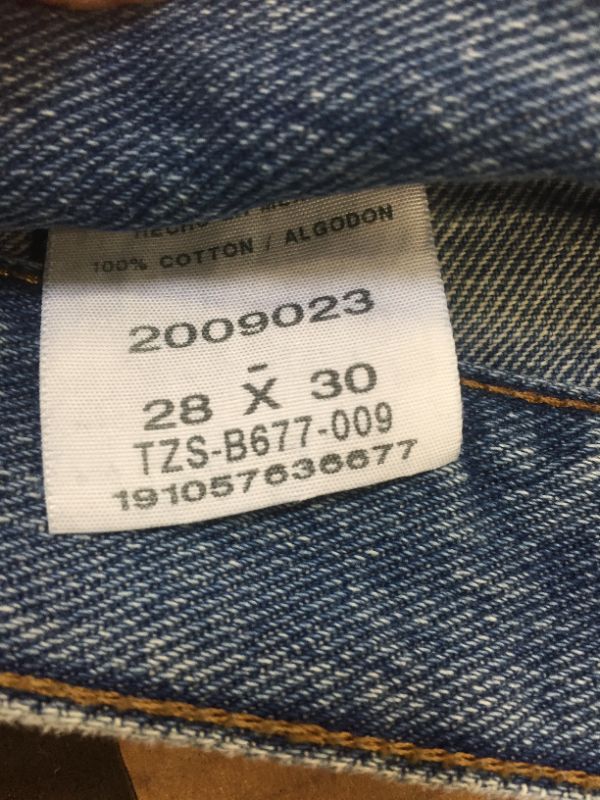 100% COTTON / ALGODON
2009023
28 X 30
TZS-B677-009
191057636677